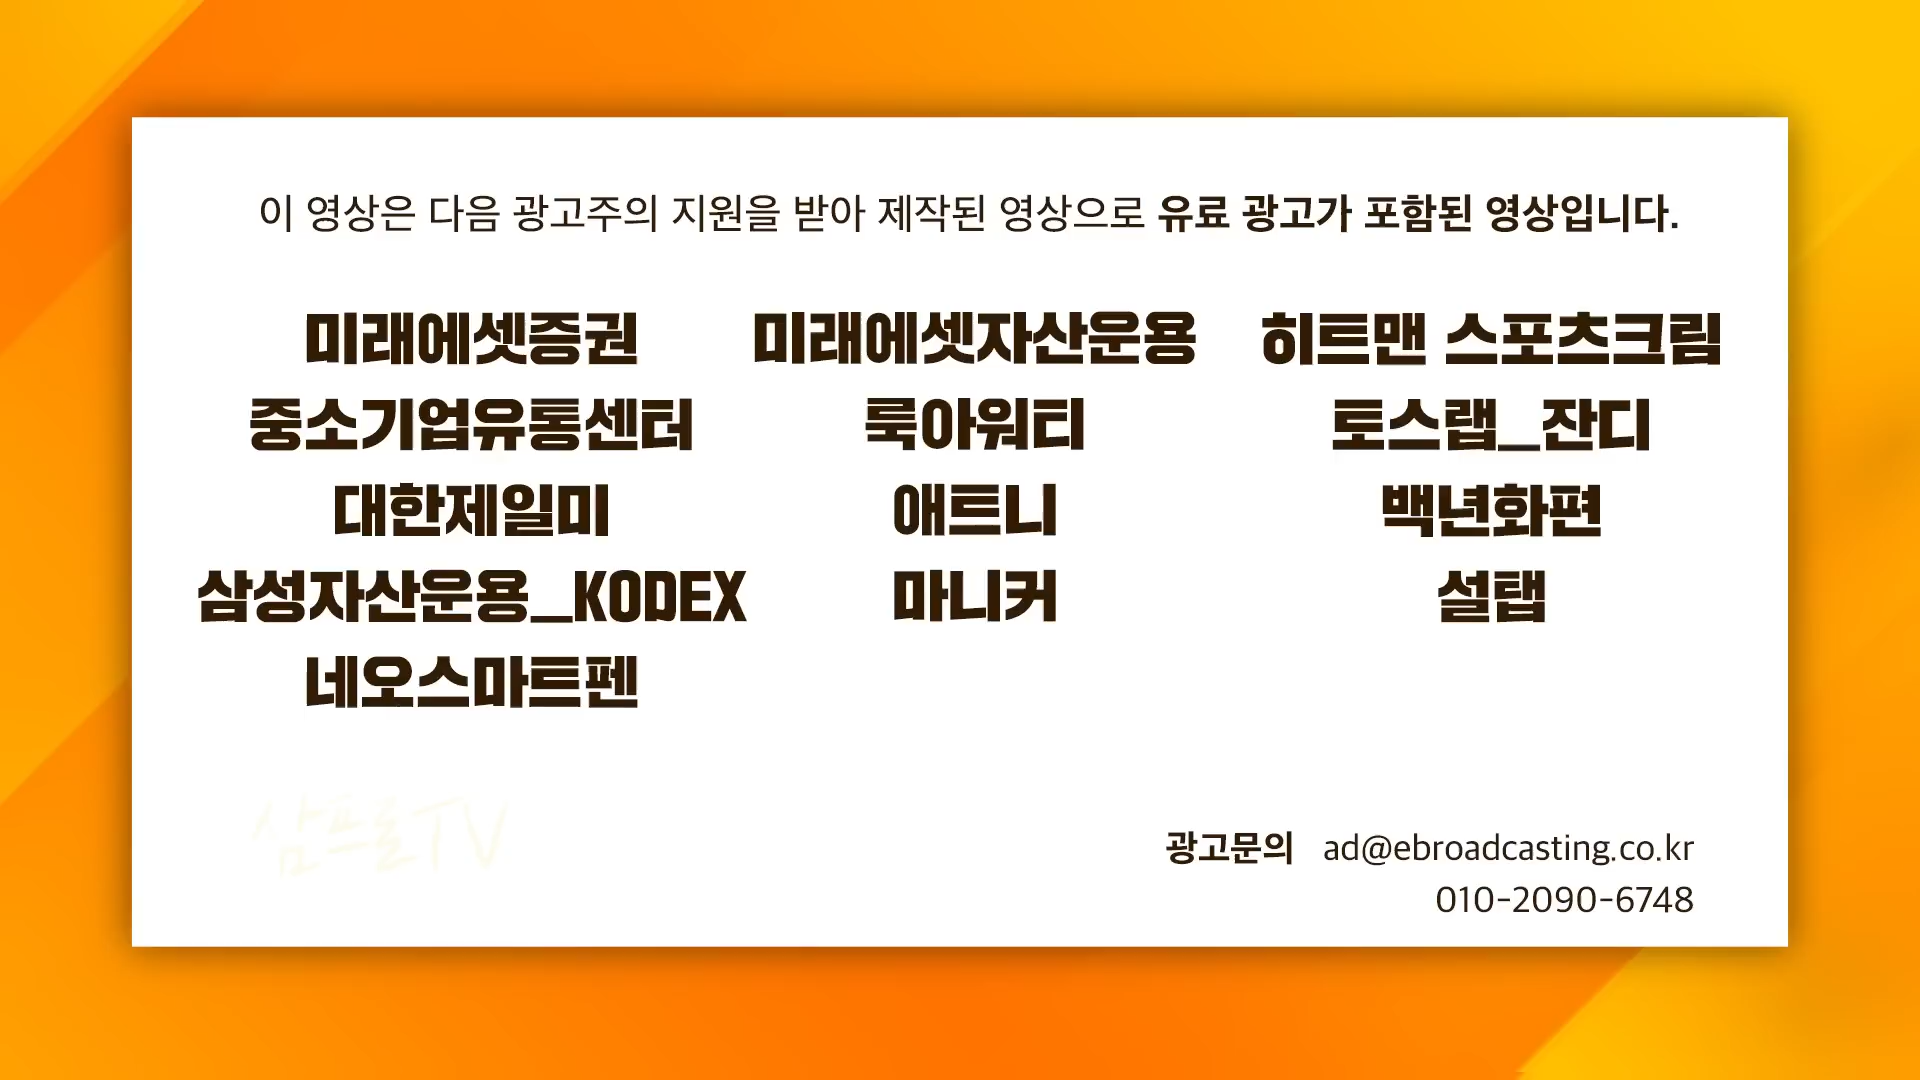 이 영상은 다음 광고주의 지원을 받아 제작된 영상으로 유료 광고가 포함된 영상입니다.
미래에셋증권 미래에셋자산운용 히트맨 스포츠크림
중소기업유통센터 룩아워티 토스랩_잔디
대한제일미 애트니 백년화편
삼성자산운용_KODEX 마니커 설탭
네오스마트펜
삼프로TV
광고문의 ad@ebroadcasting.co.kr
010-2090-6748